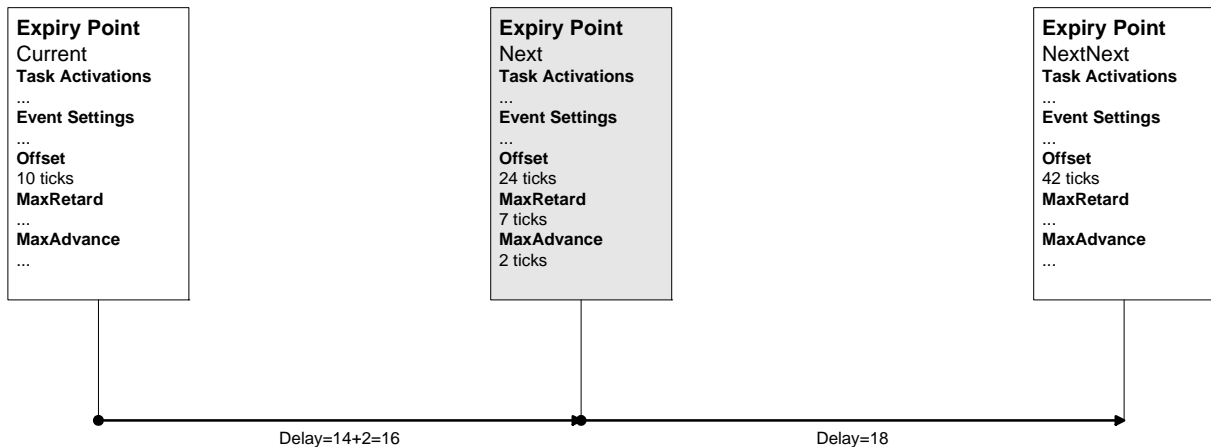 Expiry Point
Current
Task Activations
...
Event Settings
...
Offset
10 ticks
MaxRetard
...
MaxAdvance
...
Expiry Point
Next
Task Activations
...
Event Settings
...
Offset
24 ticks
MaxRetard
7 ticks
MaxAdvance
2 ticks
Expiry Point
NextNext
Task Activations
...
Event Settings
...
Offset
42 ticks
MaxRetard
...
MaxAdvance
...
Delay=14+2=16
Delay=18